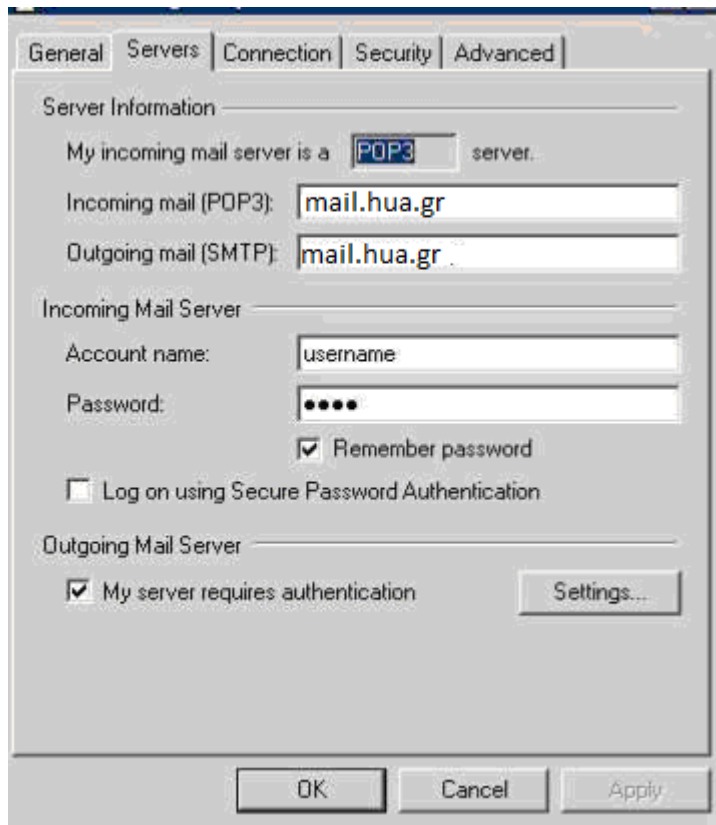 General Servers Connection Security Advanced
Server Information
My incoming mail server is a POP3 server.
Incoming mail (POP3): mail.hua.gr
Outgoing mail (SMTP): mail.hua.gr
Incoming Mail Server
Account name: username
Password: ●●●●
Remember password
Log on using Secure Password Authentication
Outgoing Mail Server
My server requires authentication Settings...
OK Cancel Apply